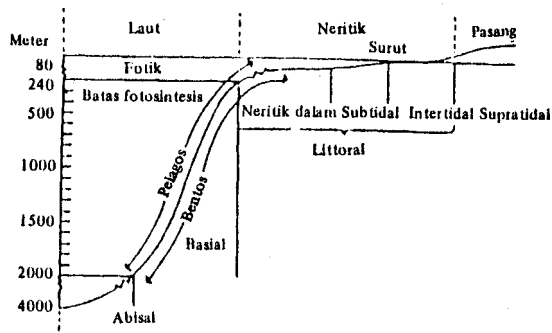 Laut Neritik Pasang
Meter Surut
80 Fotik
240 Batas fotosintesis
500 Neritik dalam Subtidal Intertidal Supratidal
Littoral
1000
Pelagos
Bentos
1500
Basial
2000
4000
Abisal